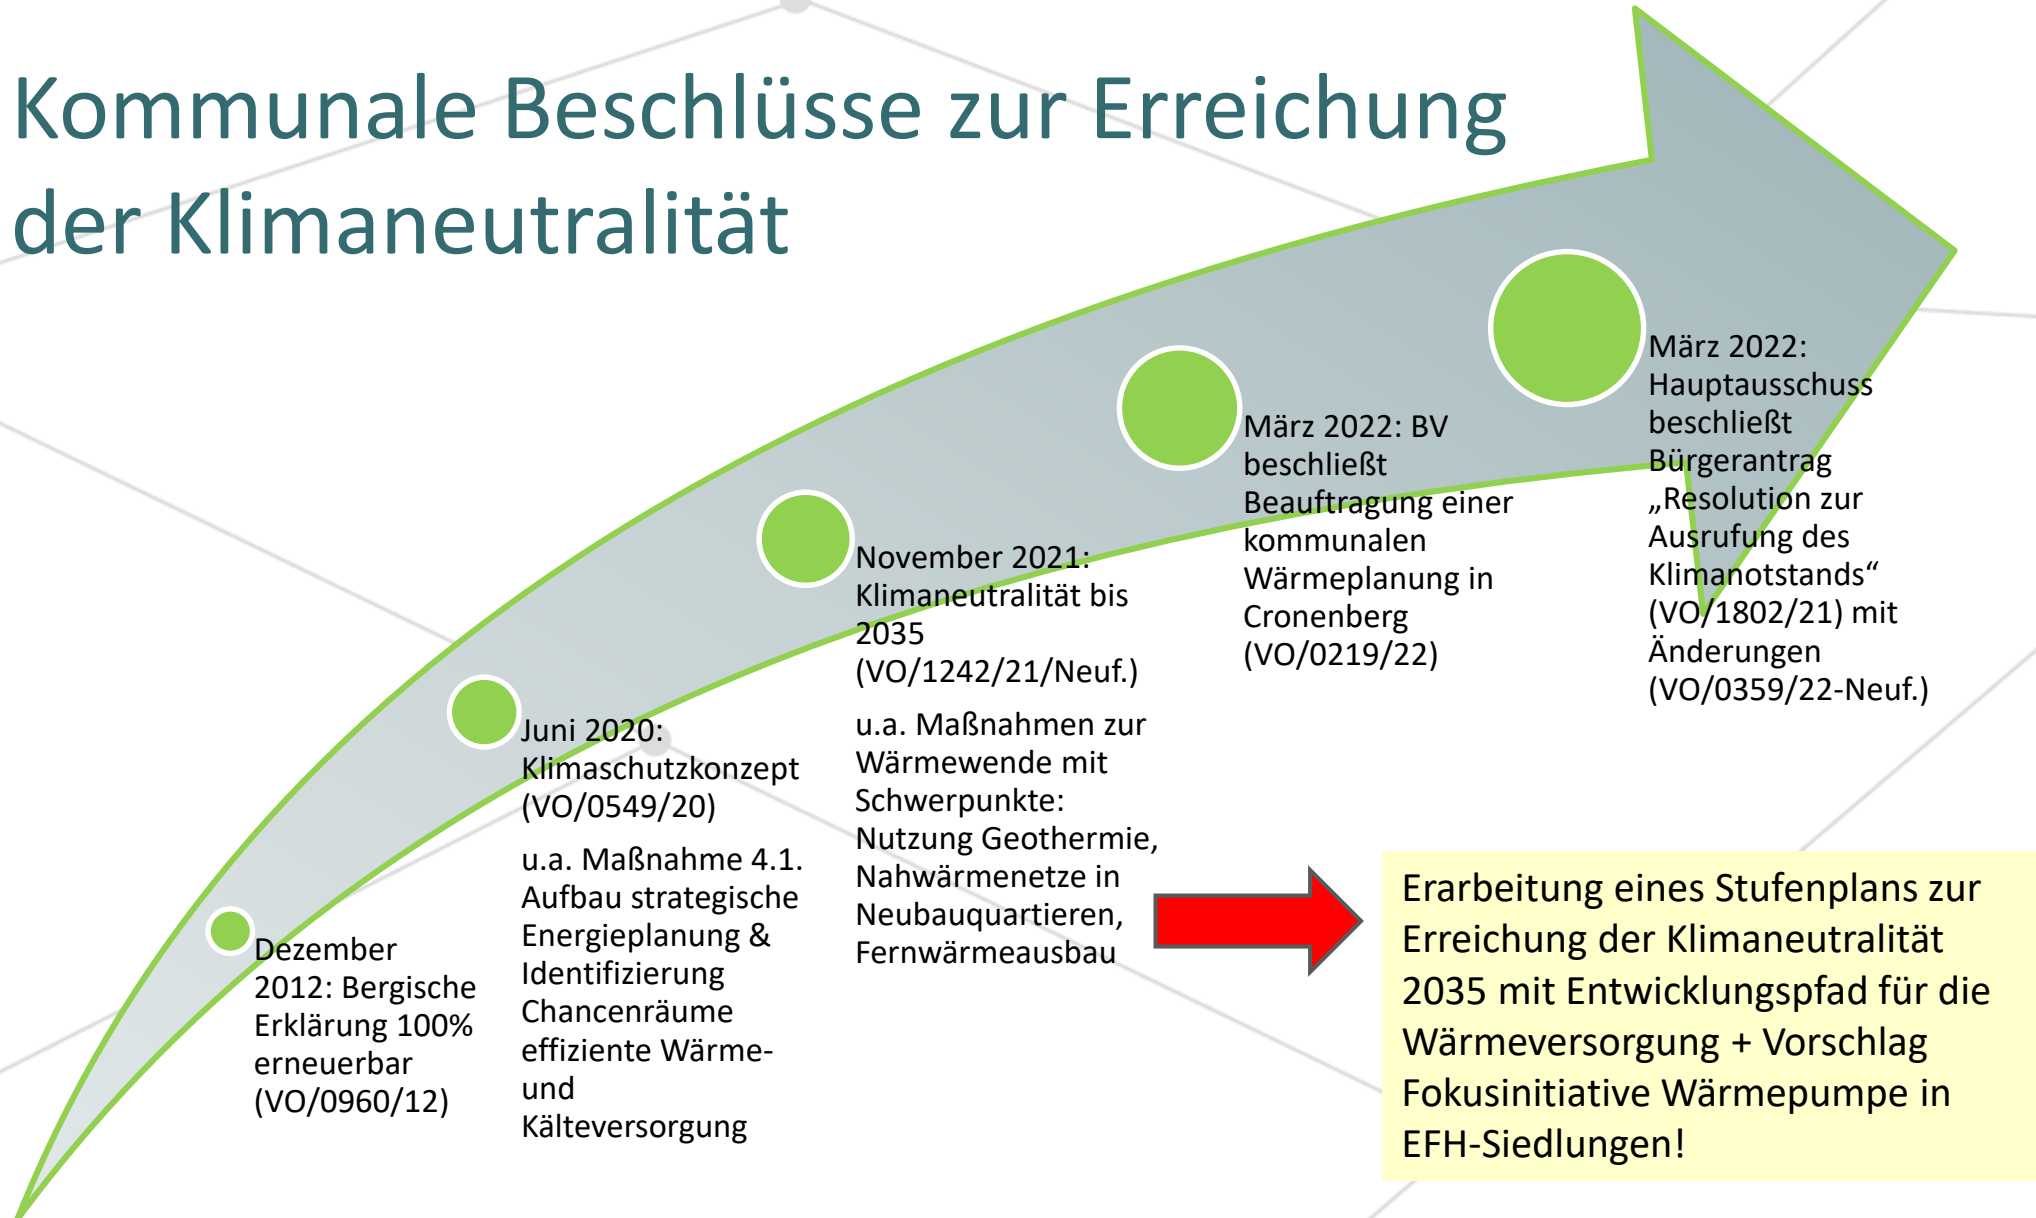 Kommunale Beschlüsse zur Erreichung
der Klimaneutralität
Dezember
2012: Bergische
Erklärung 100%
erneuerbar
(VO/0960/12)
Juni 2020:
Klimaschutzkonzept
(VO/0549/20)
u.a. Maßnahme 4.1.
Aufbau strategische
Energieplanung &
Identifizierung
Chancenräume
effiziente Wärme-
und
Kälteversorgung
November 2021:
Klimaneutralität bis
2035
(VO/1242/21/Neuf.)
u.a. Maßnahmen zur
Wärmewende mit
Schwerpunkte:
Nutzung Geothermie,
Nahwärmenetze in
Neubauquartieren,
Fernwärmeausbau
März 2022: BV
beschließt
Beauftragung einer
kommunalen
Wärmeplanung in
Cronenberg
(VO/0219/22)
März 2022:
Hauptausschuss
beschließt
Bürgerantrag
„Resolution zur
Ausrufung des
Klimanotstands“
(VO/1802/21) mit
Änderungen
(VO/0359/22-Neuf.)
Erarbeitung eines Stufenplans zur
Erreichung der Klimaneutralität
2035 mit Entwicklungspfad für die
Wärmeversorgung + Vorschlag
Fokusinitiative Wärmepumpe in
EFH-Siedlungen!